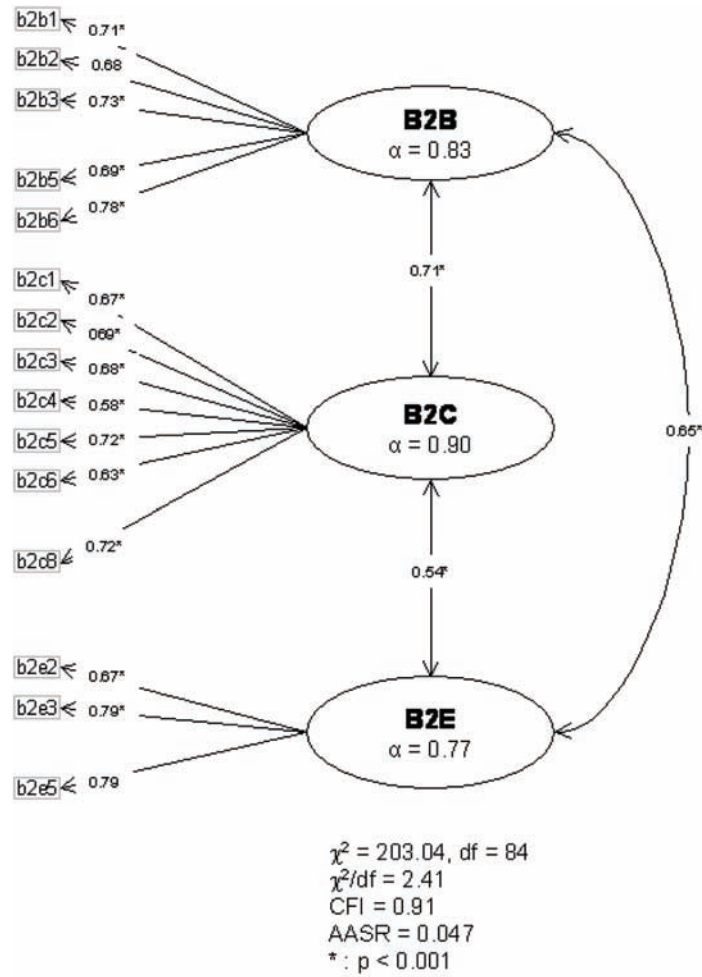 b2b1 0.71*
b2b2 0.68
b2b3 0.73*
b2b5 0.69*
b2b6 0.78*
B2B
α = 0.83
0.71*
b2c1 0.67*
b2c2 069*
b2c3 0.68*
b2c4 0.58*
b2c5 0.72*
b2c6 0.63*
b2c8 0.72*
B2C
α = 0.90
0.65*
0.54*
b2e2 0.67*
b2e3 0.79*
b2e5 0.79
B2E
α = 0.77
χ² = 203.04, df = 84
χ²/df = 2.41
CFI = 0.91
AASR = 0.047
* : p < 0.001